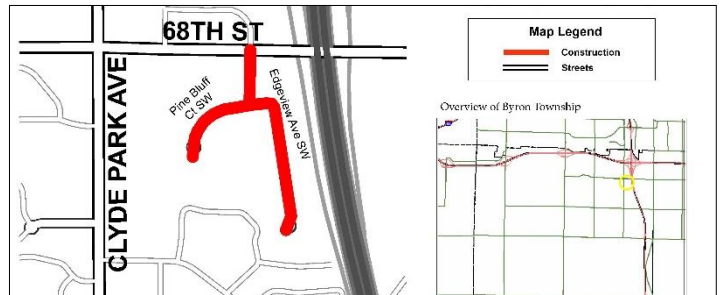 68TH ST
CLYDE PARK AVE
Pine Bluff
Ct SW
Edgeview Ave SW
Map Legend
Construction
Streets
Overview of Byron Township